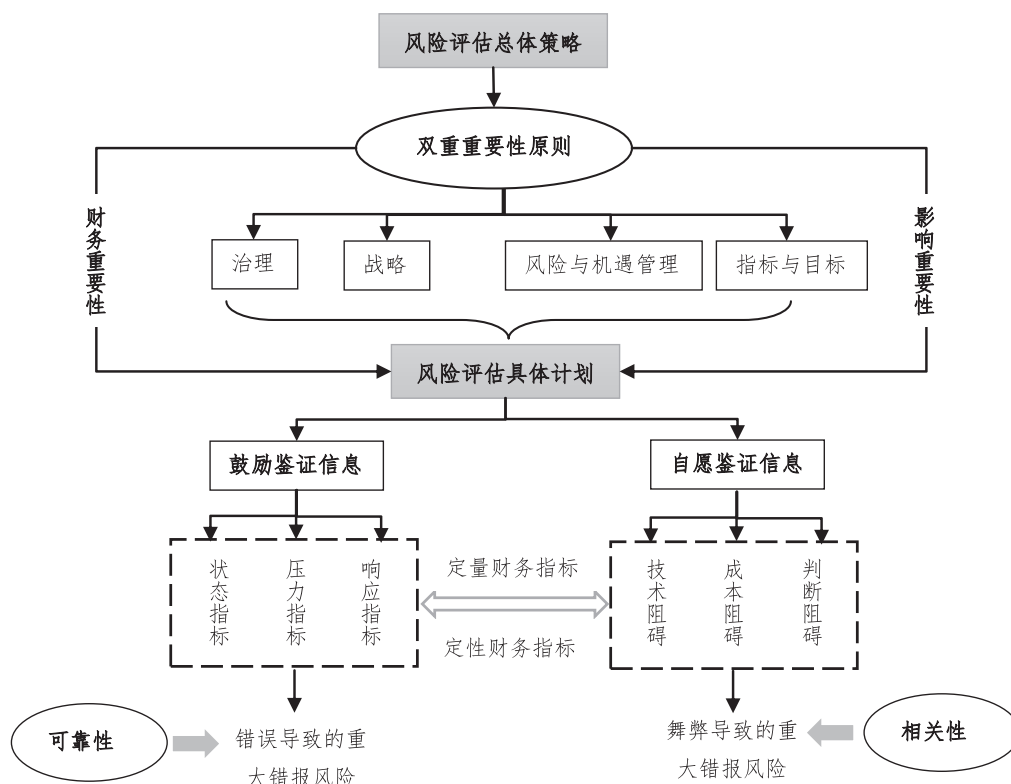 风险评估总体策略
双重重要性原则
财务重要性
影响重要性
治理
战略
风险与机遇管理
指标与目标
风险评估具体计划
鼓励鉴证信息
自愿鉴证信息
状态指标
压力指标
响应指标
定量财务指标
定性财务指标
技术阻碍
成本阻碍
判断阻碍
可靠性
错误导致的重
大错报风险
舞弊导致的重
大错报风险
相关性